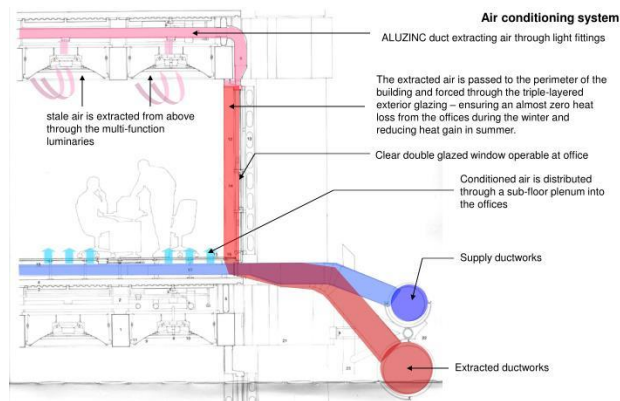 Air conditioning system
ALUZINC duct extracting air through light fittings
The extracted air is passed to the perimeter of the
building and forced through the triple-layered
exterior glazing – ensuring an almost zero heat
loss from the offices during the winter and
reducing heat gain in summer.
stale air is extracted from above
through the multi-function
luminaries
Clear double glazed window operable at office
Conditioned air is distributed
through a sub-floor plenum into
the offices
Supply ductworks
Extracted ductworks